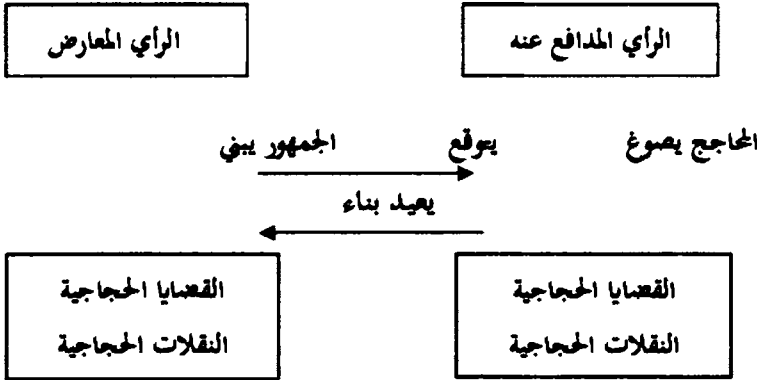 الرأي المدافع عنه
الرأي المعارض
المحاجج يصوغ
يتوقع
الجمهور يبني
يعيد بناء
القضايا الحجاجية
النقلات الحجاجية
القضايا الحجاجية
النقلات الحجاجية